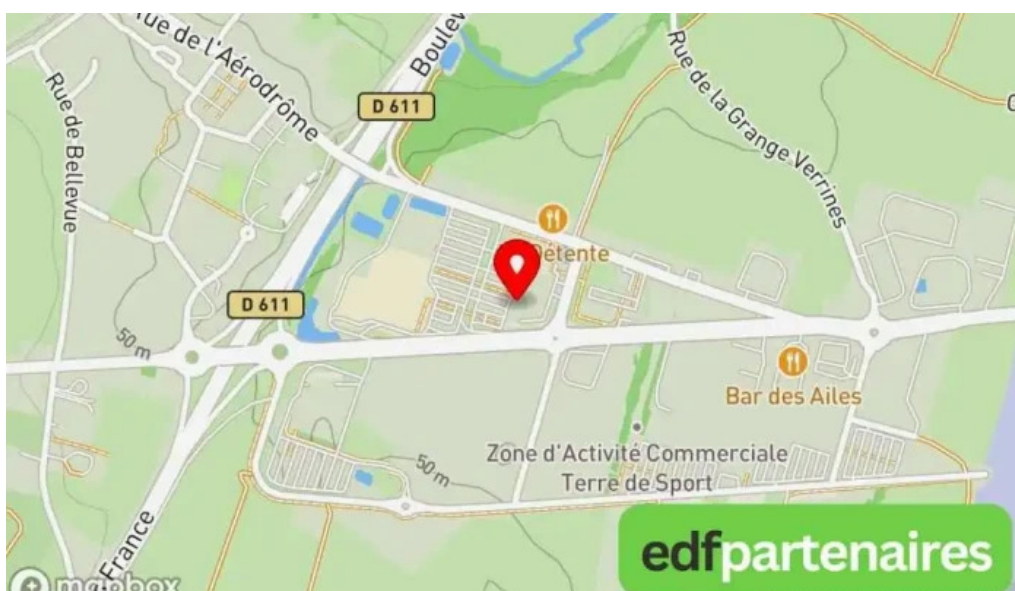 Rue de l'Aérodrôme
Boulev
Rue de la Grange Verrines
Rue de Bellevue
D 611
Détente
D 611
50 m
Bar des Ailes
Zone d'Activité Commerciale
Terre de Sport
50 m
France
edfpartenaires
mapbox